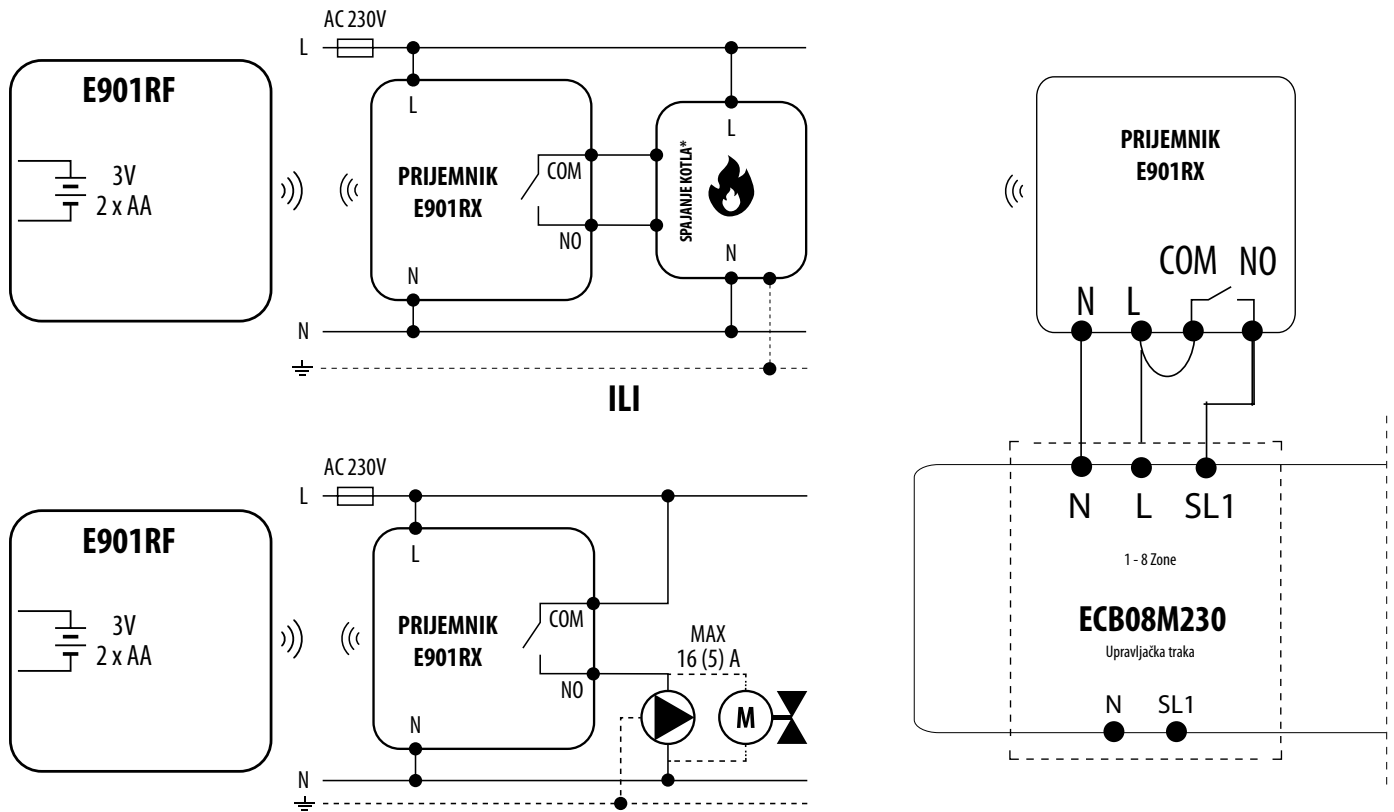 AC 230V
L
E901RF
3V
2 x AA
L
PRIJEMNIK
E901RX
COM
NO
N
L
SPAJANJE KOTLA*
N
N
ILI
AC 230V
L
E901RF
3V
2 x AA
L
PRIJEMNIK
E901RX
COM
NO
N
MAX
16 (5) A
M
N
PRIJEMNIK
E901RX
COM NO
N L
N L SL1
1 - 8 Zone
ECB08M230
Upravljačka traka
N SL1